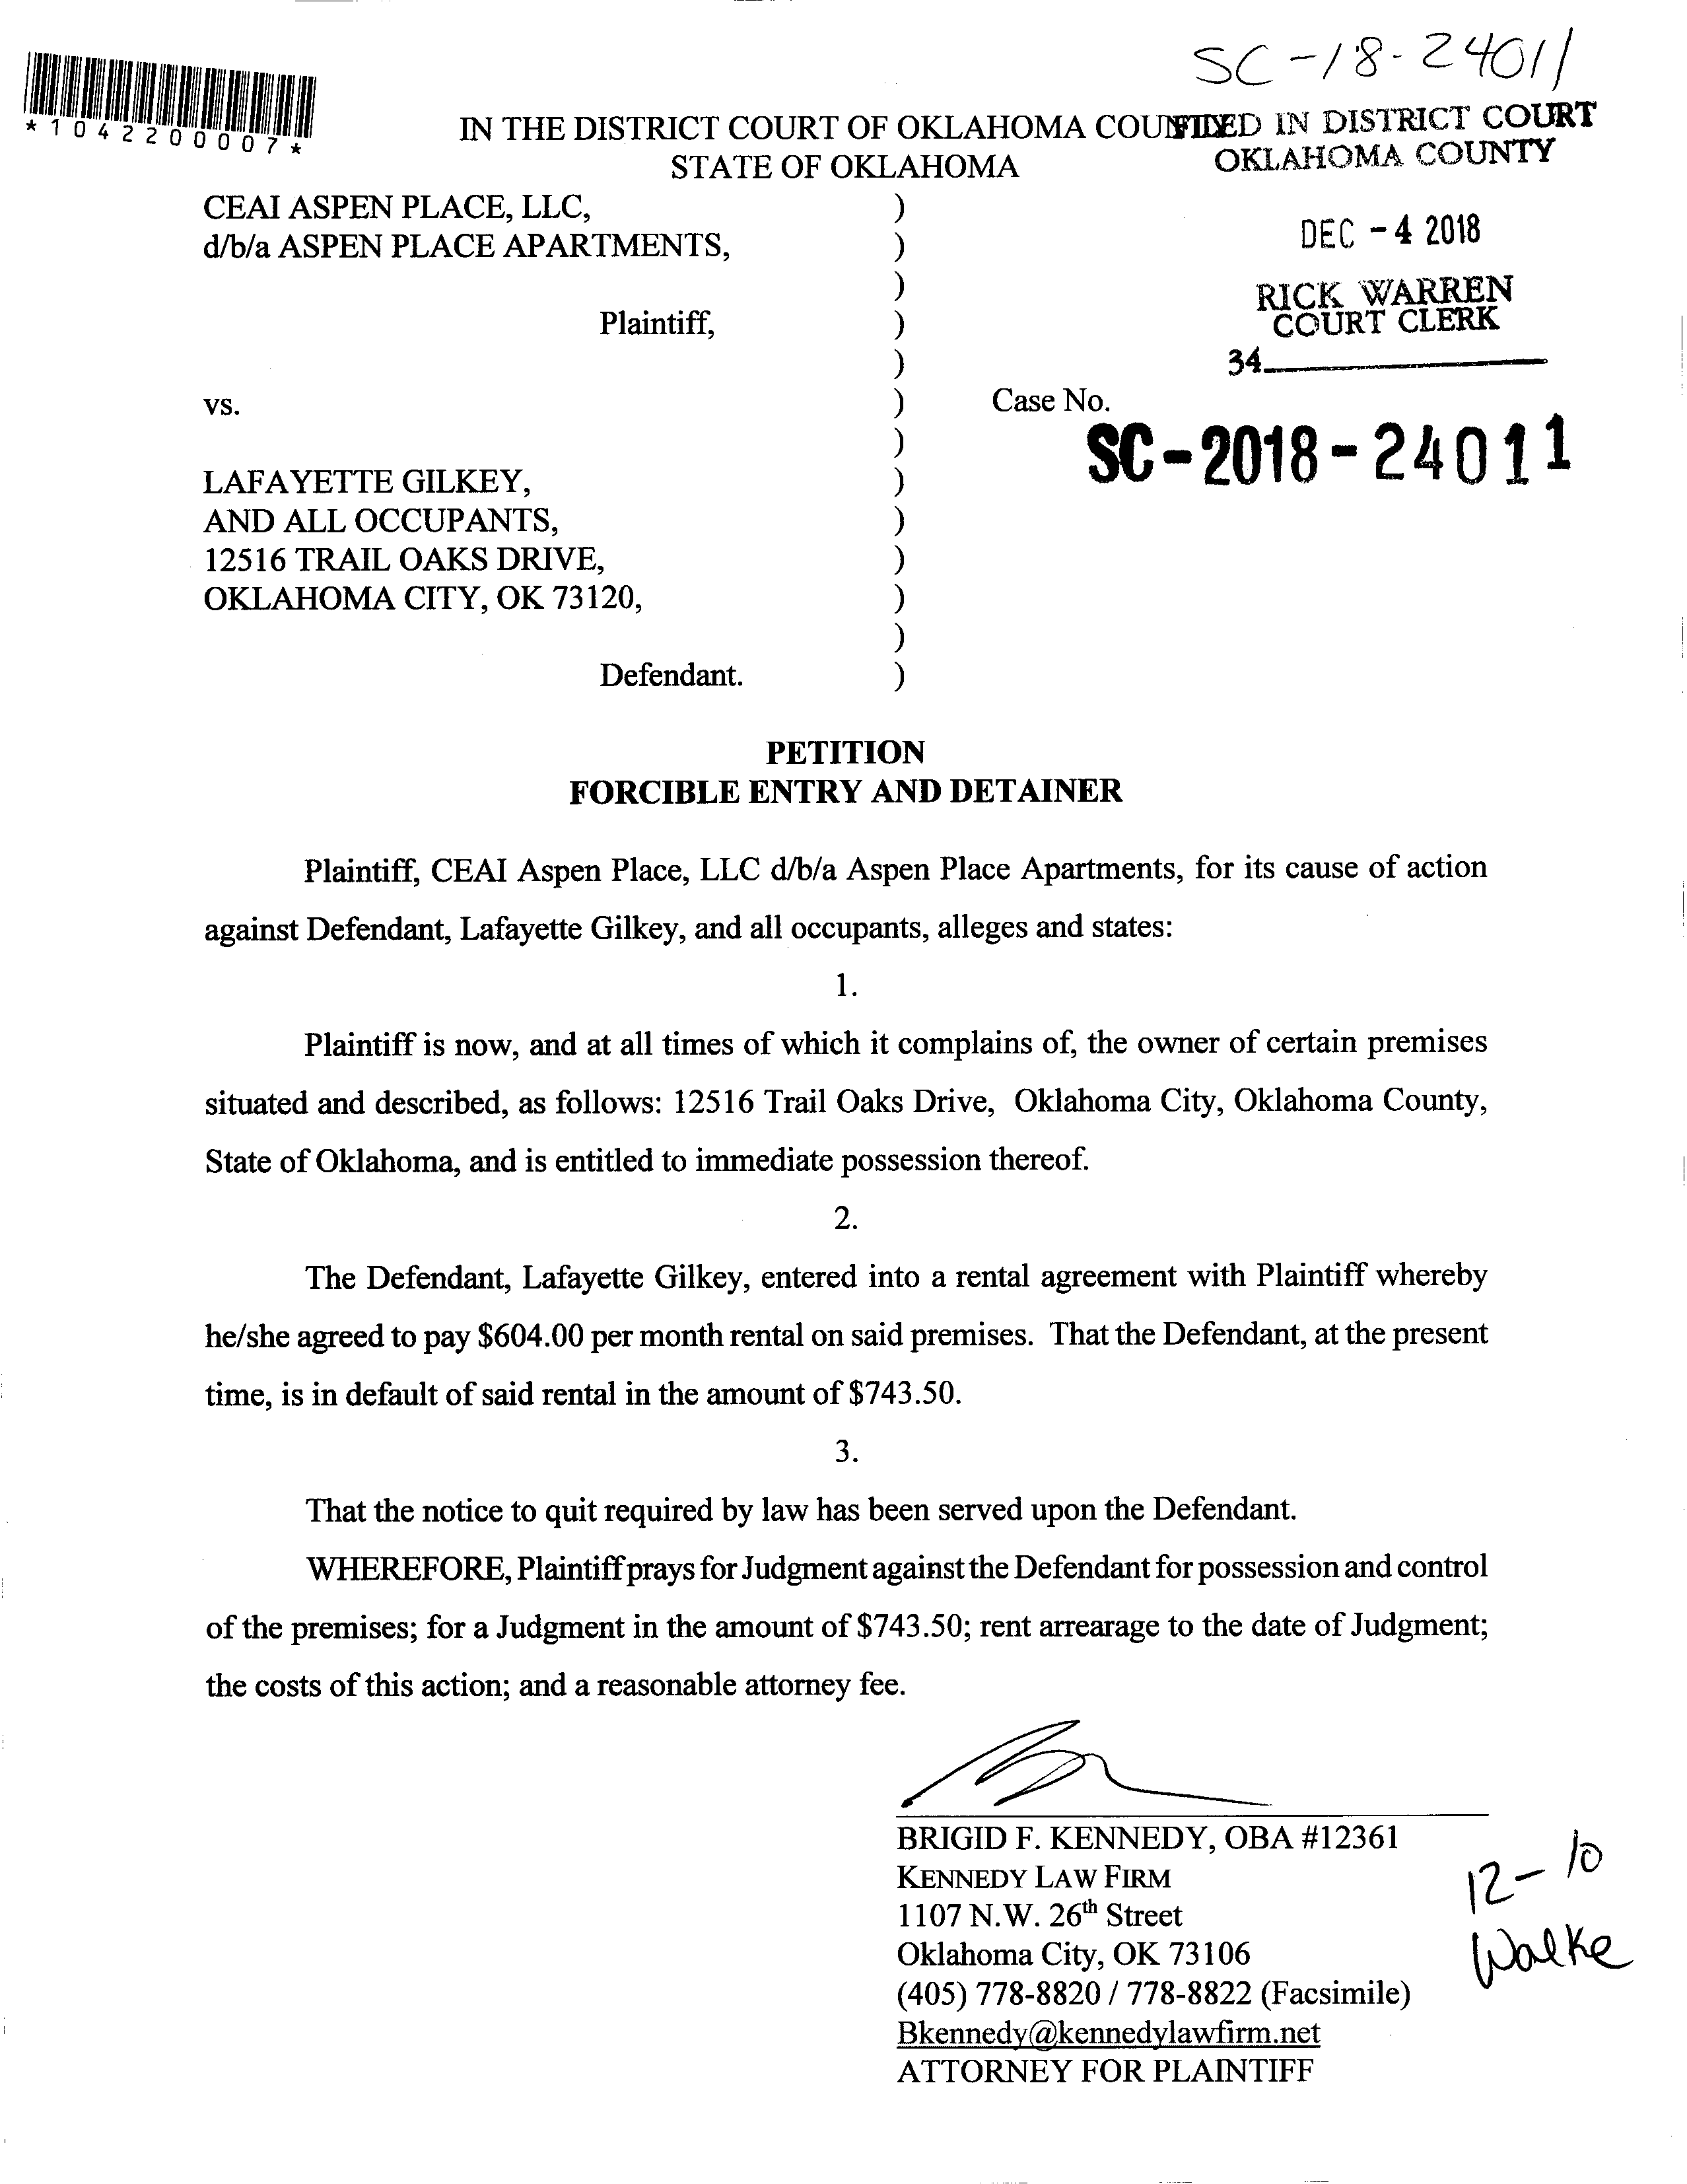 SC-18-24011
*1042200007*
IN THE DISTRICT COURT OF OKLAHOMA COUNTY
STATE OF OKLAHOMA
FILED IN DISTRICT COURT
OKLAHOMA COUNTY
DEC - 4 2018
RICK WARREN
COURT CLERK
34
CEAI ASPEN PLACE, LLC, )
d/b/a ASPEN PLACE APARTMENTS, )
)
Plaintiff, )
)
vs. ) Case No.
SC-2018-24011
)
LAFAYETTE GILKEY, )
AND ALL OCCUPANTS, )
12516 TRAIL OAKS DRIVE, )
OKLAHOMA CITY, OK 73120, )
)
Defendant. )
PETITION
FORCIBLE ENTRY AND DETAINER
Plaintiff, CEAI Aspen Place, LLC d/b/a Aspen Place Apartments, for its cause of action
against Defendant, Lafayette Gilkey, and all occupants, alleges and states:
1.
Plaintiff is now, and at all times of which it complains of, the owner of certain premises
situated and described, as follows: 12516 Trail Oaks Drive, Oklahoma City, Oklahoma County,
State of Oklahoma, and is entitled to immediate possession thereof.
2.
The Defendant, Lafayette Gilkey, entered into a rental agreement with Plaintiff whereby
he/she agreed to pay $604.00 per month rental on said premises. That the Defendant, at the present
time, is in default of said rental in the amount of $743.50.
3.
That the notice to quit required by law has been served upon the Defendant.
WHEREFORE, Plaintiff prays for Judgment against the Defendant for possession and control
of the premises; for a Judgment in the amount of $743.50; rent arrearage to the date of Judgment;
the costs of this action; and a reasonable attorney fee.
BRIGID F. KENNEDY, OBA #12361
KENNEDY LAW FIRM
1107 N.W. 26th Street
Oklahoma City, OK 73106
(405) 778-8820 / 778-8822 (Facsimile)
Bkennedy@kennedylawfirm.net
ATTORNEY FOR PLAINTIFF
12-10
Walke